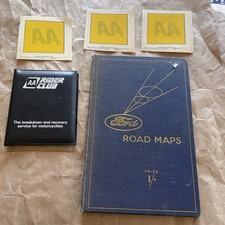 AA
AA
AA
AA RIDER
CLUB
The breakdown and recovery
service for motorcyclists
Ford
ROAD MAPS
PRICE
1/-